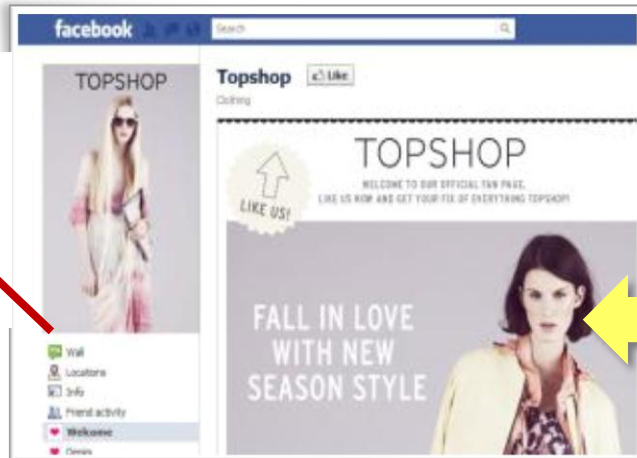 facebook
Search
TOPSHOP
Topshop
Like
Clothing
TOPSHOP
WELCOME TO OUR OFFICIAL FAN PAGE,
LIKE US NOW AND GET YOUR FIX OF EVERYTHING TOPSHOP!
LIKE US!
FALL IN LOVE
WITH NEW
SEASON STYLE
Wall
Locations
Info
Friend activity
Welcome
Denim